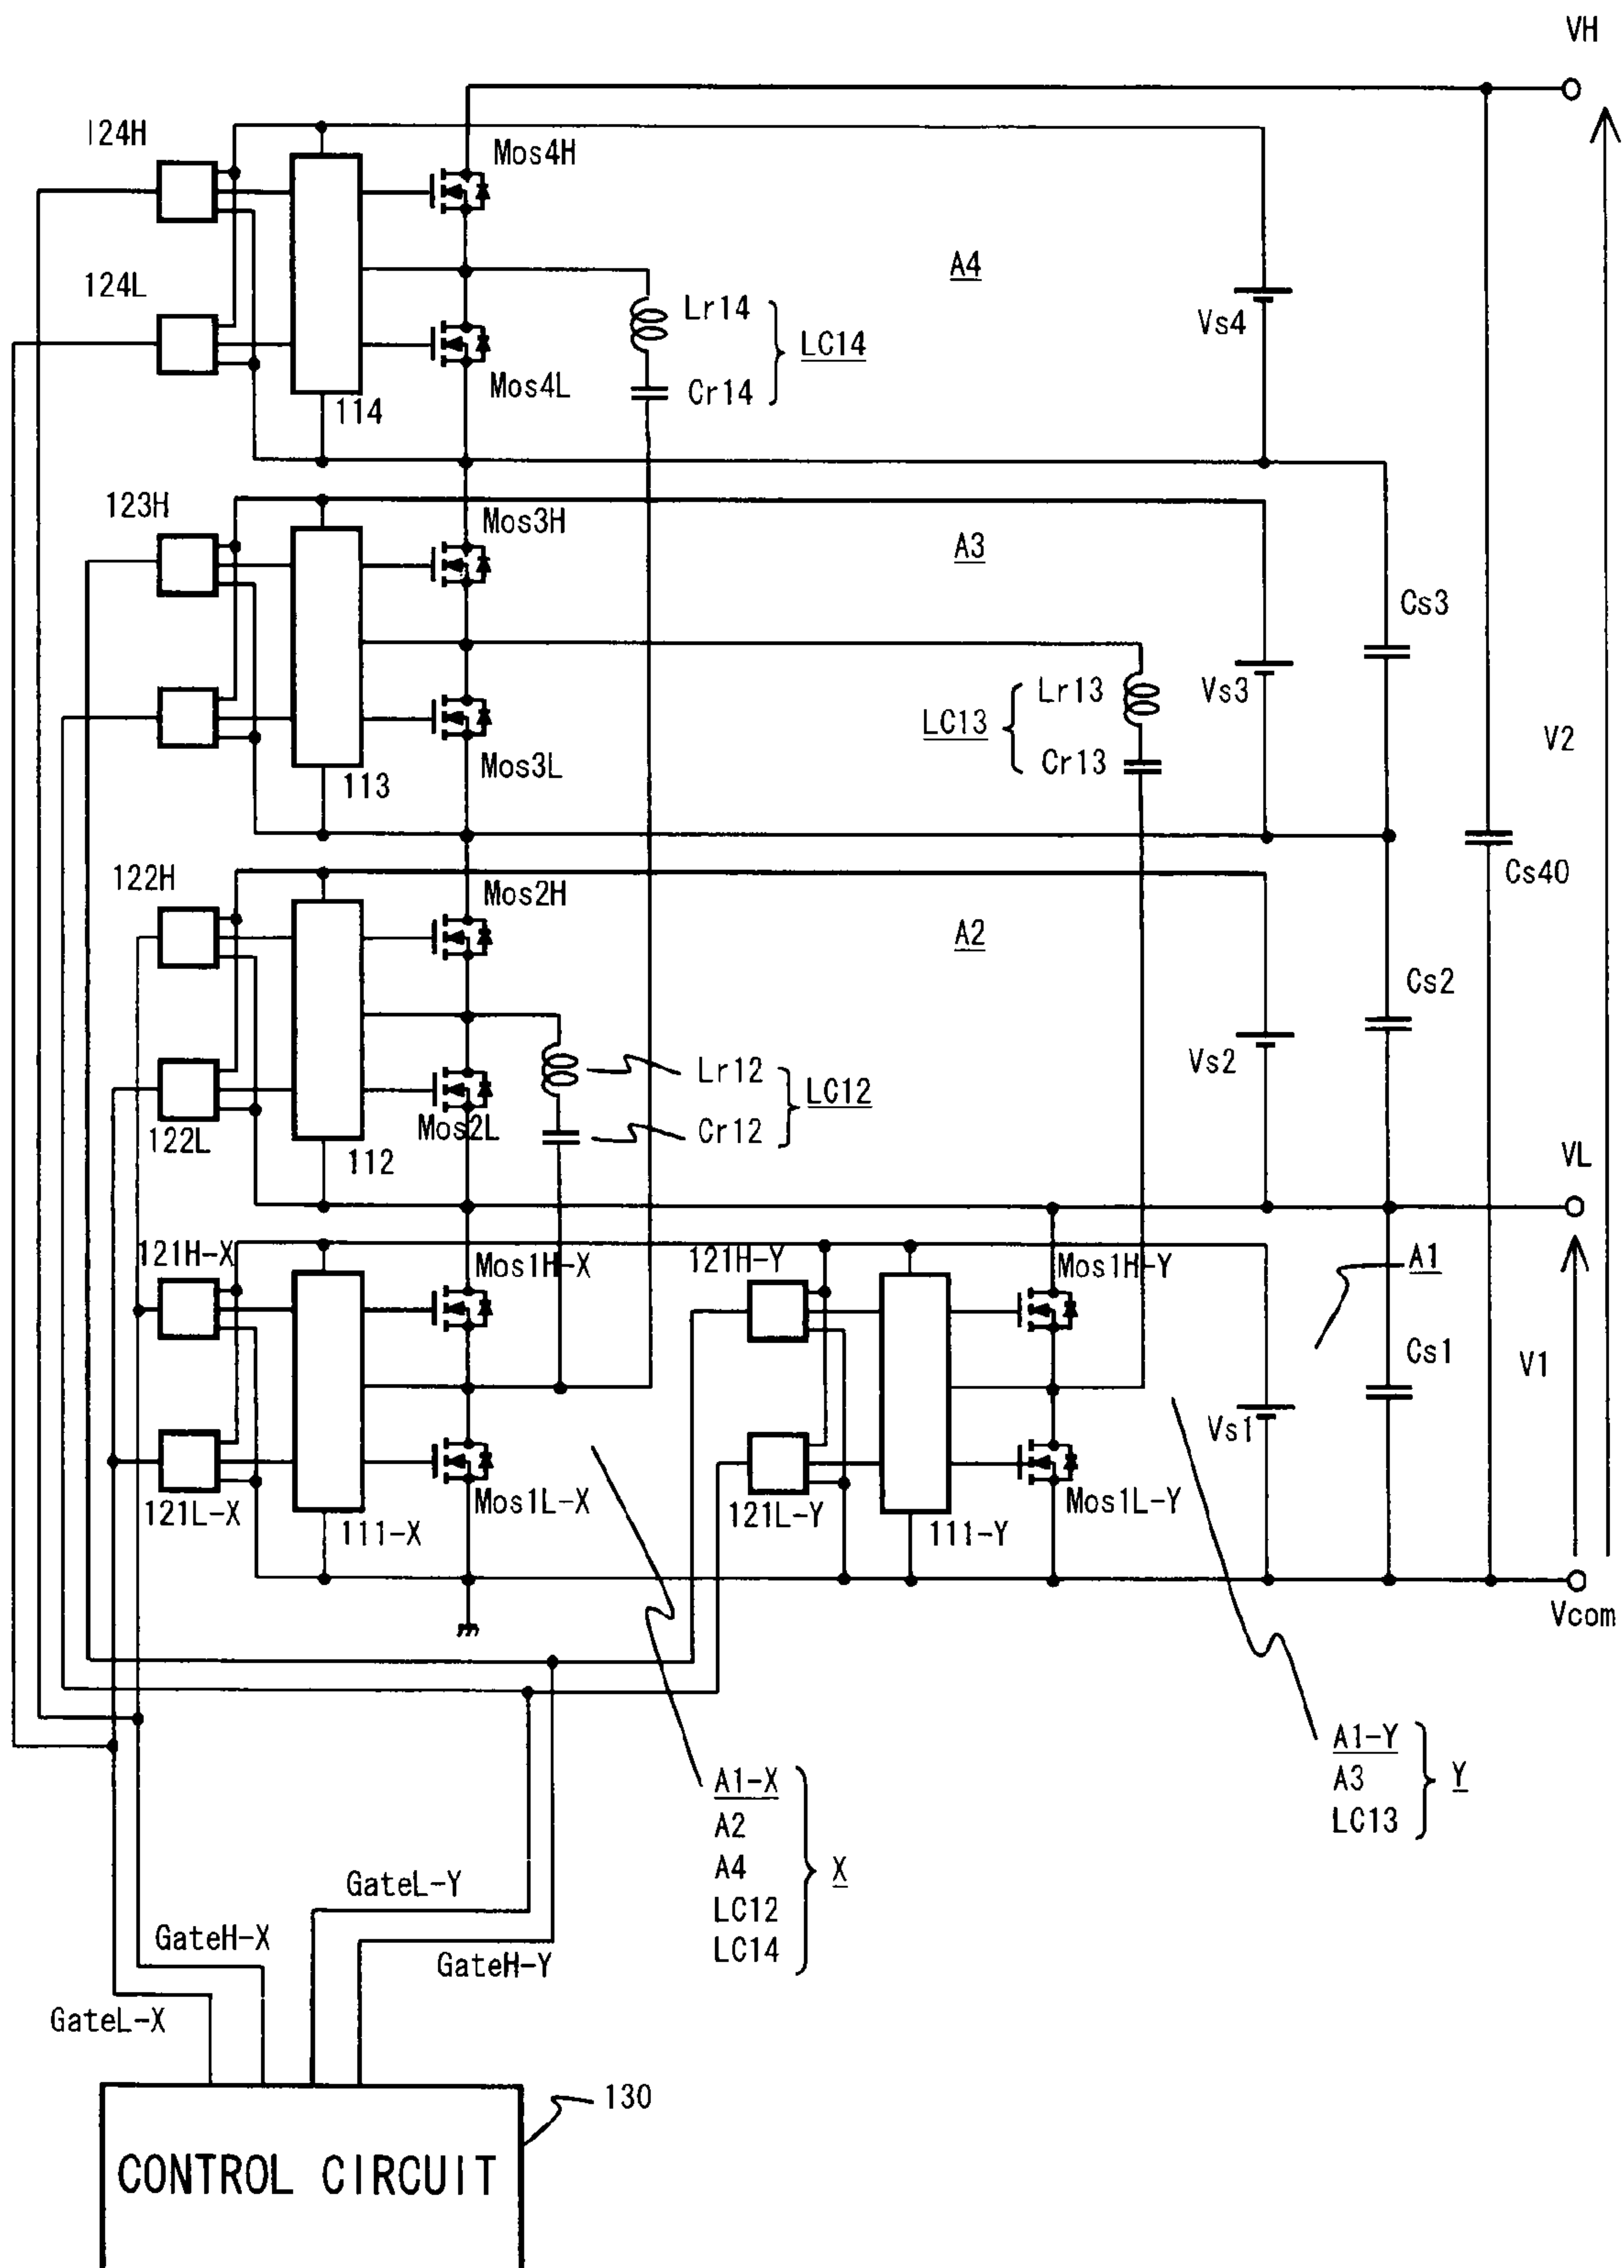 VH
124H
Mos4H
124L
A4
Lr14
LC14
Vs4
Mos4L
Cr14
114
123H
Mos3H
A3
Cs3
Lr13
Vs3
LC13
V2
Mos3L
Cr13
113
122H
Mos2H
Cs40
A2
Cs2
Lr12
Vs2
LC12
Mos2L
Cr12
122L
112
VL
121H-X
Mos1H-X
121H-Y
Mos1H-Y
A1
Cs1
V1
Vs1
121L-X
Mos1L-X
121L-Y
Mos1L-Y
111-X
111-Y
Vcom
A1-X
A2
A4
LC12
LC14
X
A1-Y
A3
LC13
Y
GateL-Y
GateH-X
GateH-Y
GateL-X
130
CONTROL CIRCUIT